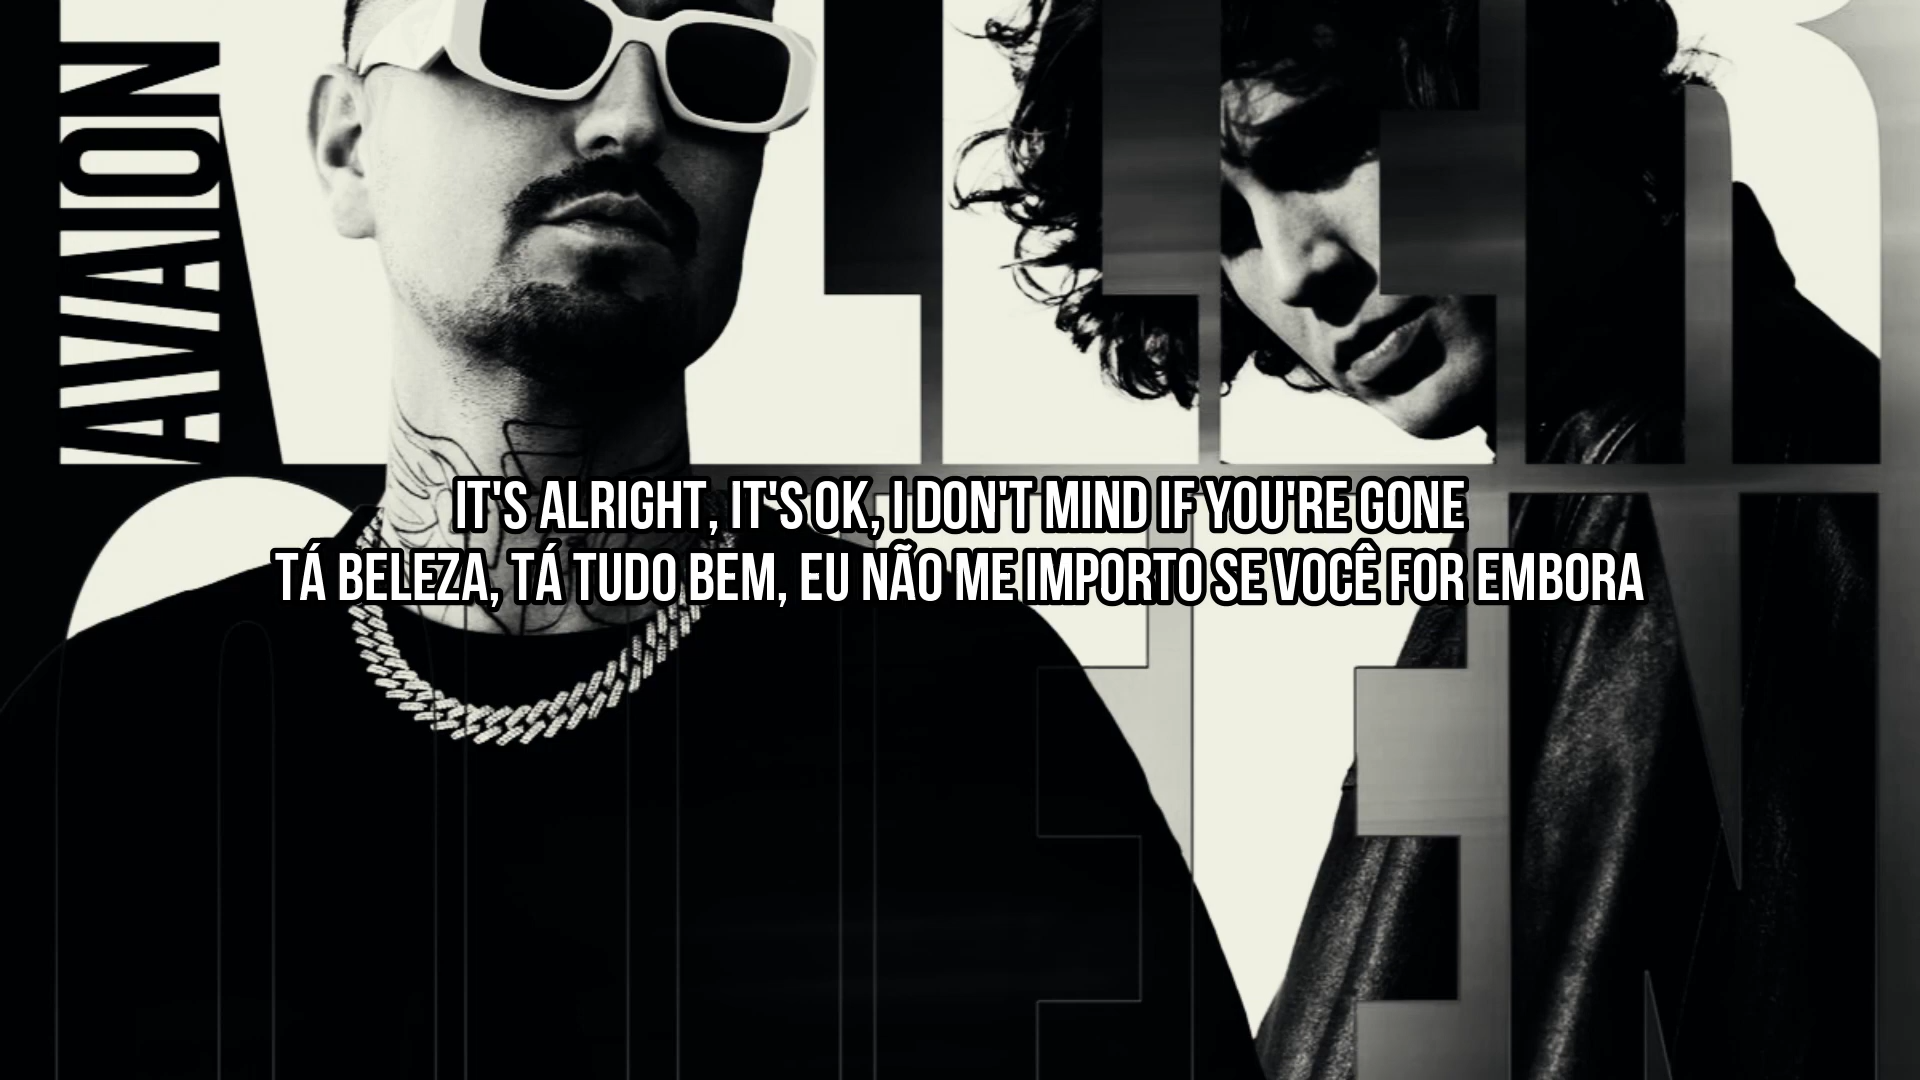 AVAION
IT'S ALRIGHT, IT'S OK, I DON'T MIND IF YOU'RE GONE
TÁ BELEZA, TÁ TUDO BEM, EU NÃO ME IMPORTO SE VOCÊ FOR EMBORA